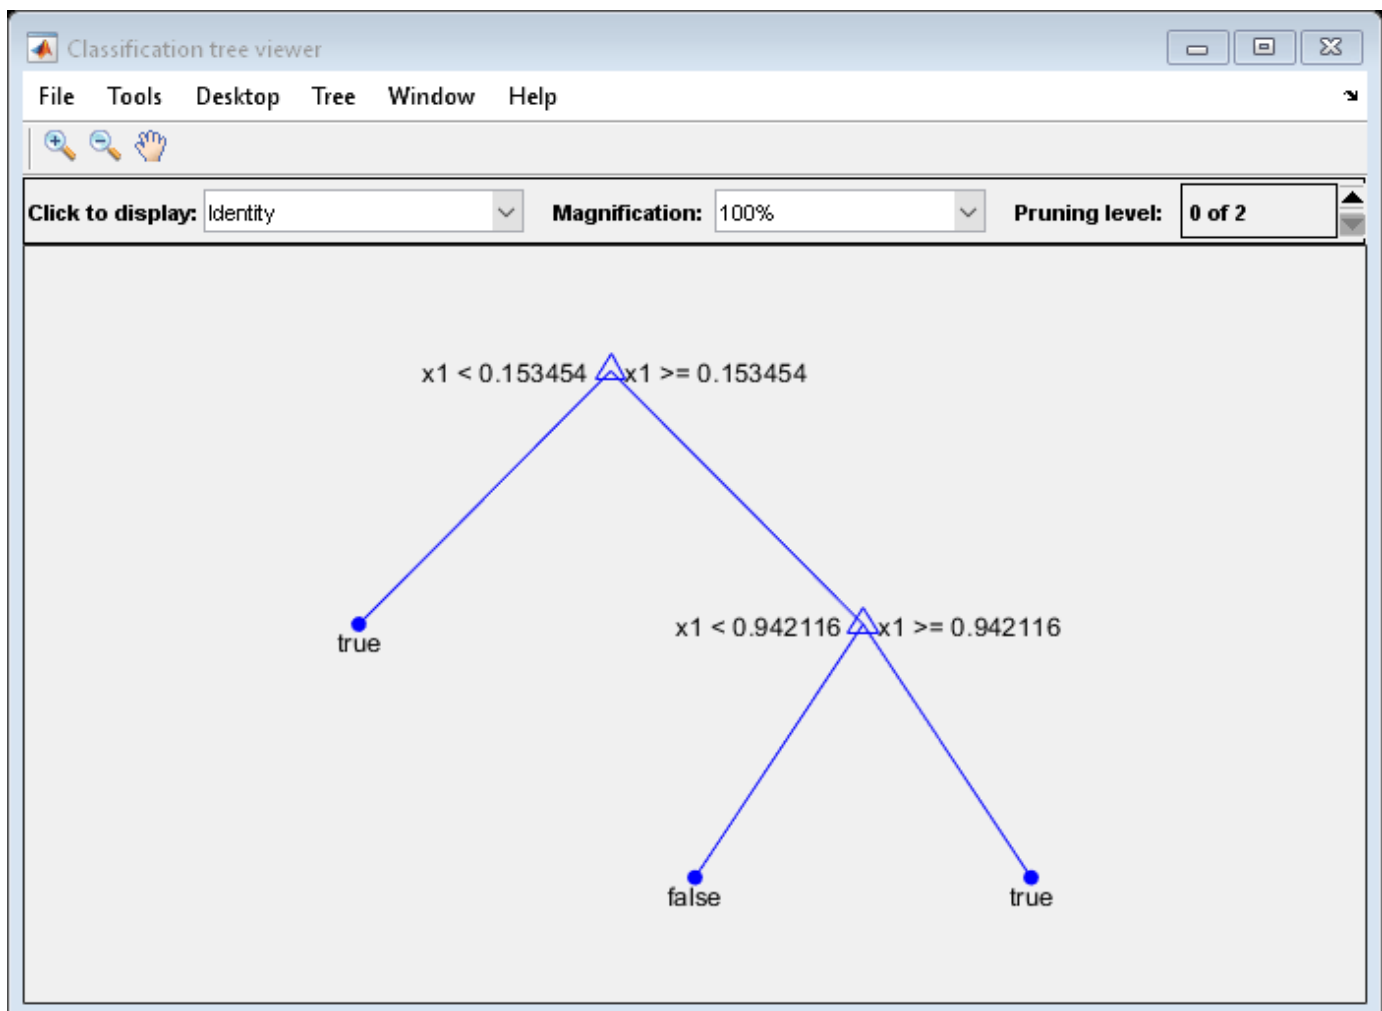 Classification tree viewer
File Tools Desktop Tree Window Help
Click to display: Identity Magnification: 100% Pruning level: 0 of 2
x1 < 0.153454 x1 >= 0.153454
true
x1 < 0.942116 x1 >= 0.942116
false true